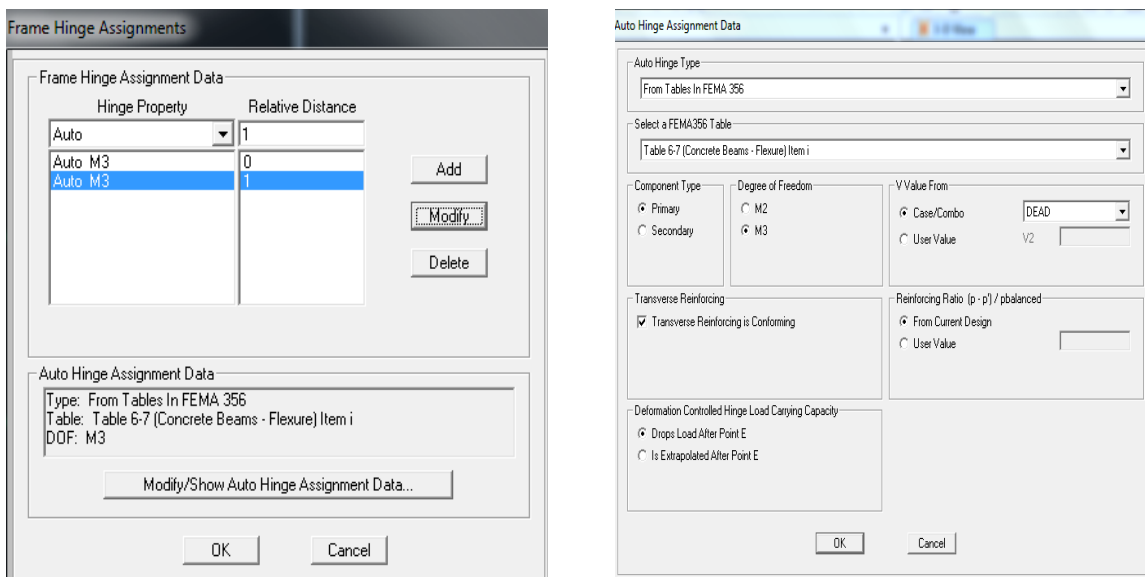 Frame Hinge Assignments
Frame Hinge Assignment Data
Hinge Property Relative Distance
Auto 1
Auto M3 0
Auto M3 1
Add
Modify
Delete
Auto Hinge Assignment Data
Type: From Tables In FEMA 356
Table: Table 6-7 (Concrete Beams - Flexure) Item i
DOF: M3
Modify/Show Auto Hinge Assignment Data...
OK Cancel
Auto Hinge Assignment Data
Auto Hinge Type
From Tables In FEMA 356
Select a FEMA356 Table
Table 6-7 (Concrete Beams - Flexure) Item i
Component Type
Primary
Secondary
Degree of Freedom
M2
M3
V Value From
Case/Combo DEAD
User Value V2
Transverse Reinforcing
Transverse Reinforcing is Conforming
Reinforcing Ratio (p - p') / pbalanced
From Current Design
User Value
Deformation Controlled Hinge Load Carrying Capacity
Drops Load After Point E
Is Extrapolated After Point E
OK Cancel